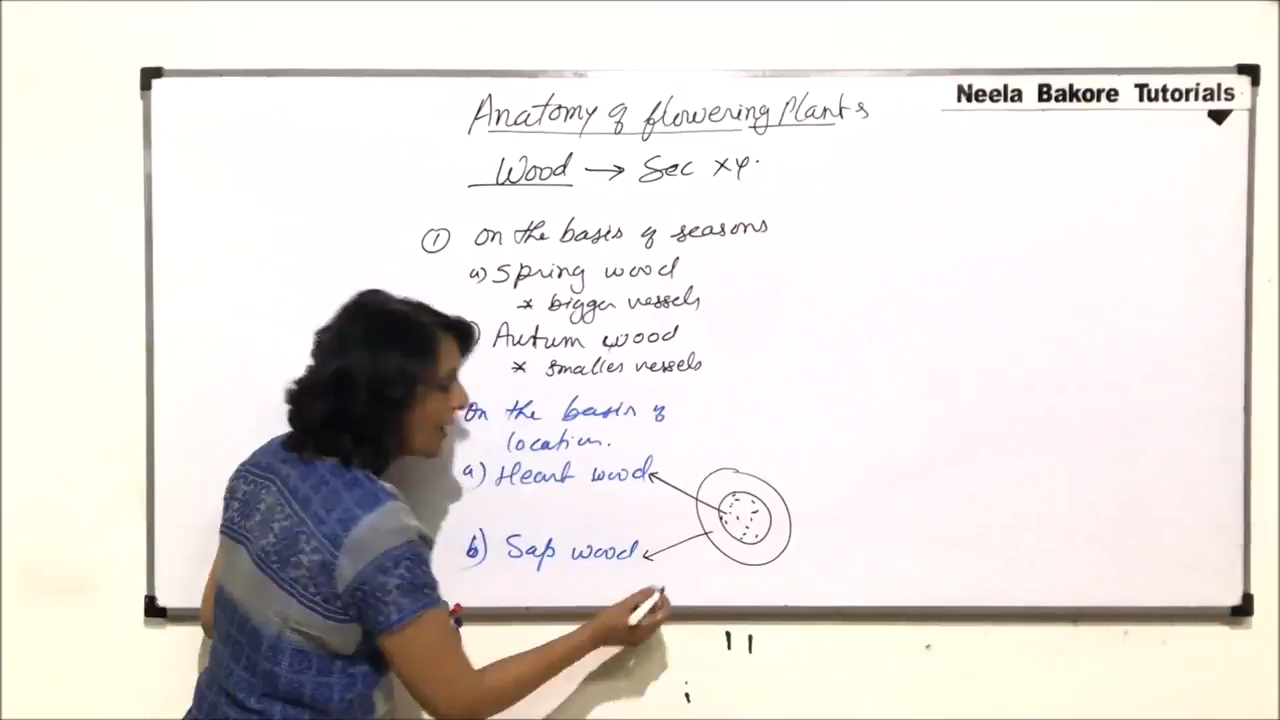 Neela Bakore Tutorials
Anatomy of flowering Plants
Wood → Sec xy.
① On the basis of seasons
a) Spring wood
* bigger vessels
) Autum wood
* smaller vessels
On the basis of
location.
a) Heart wood
b) Sap wood